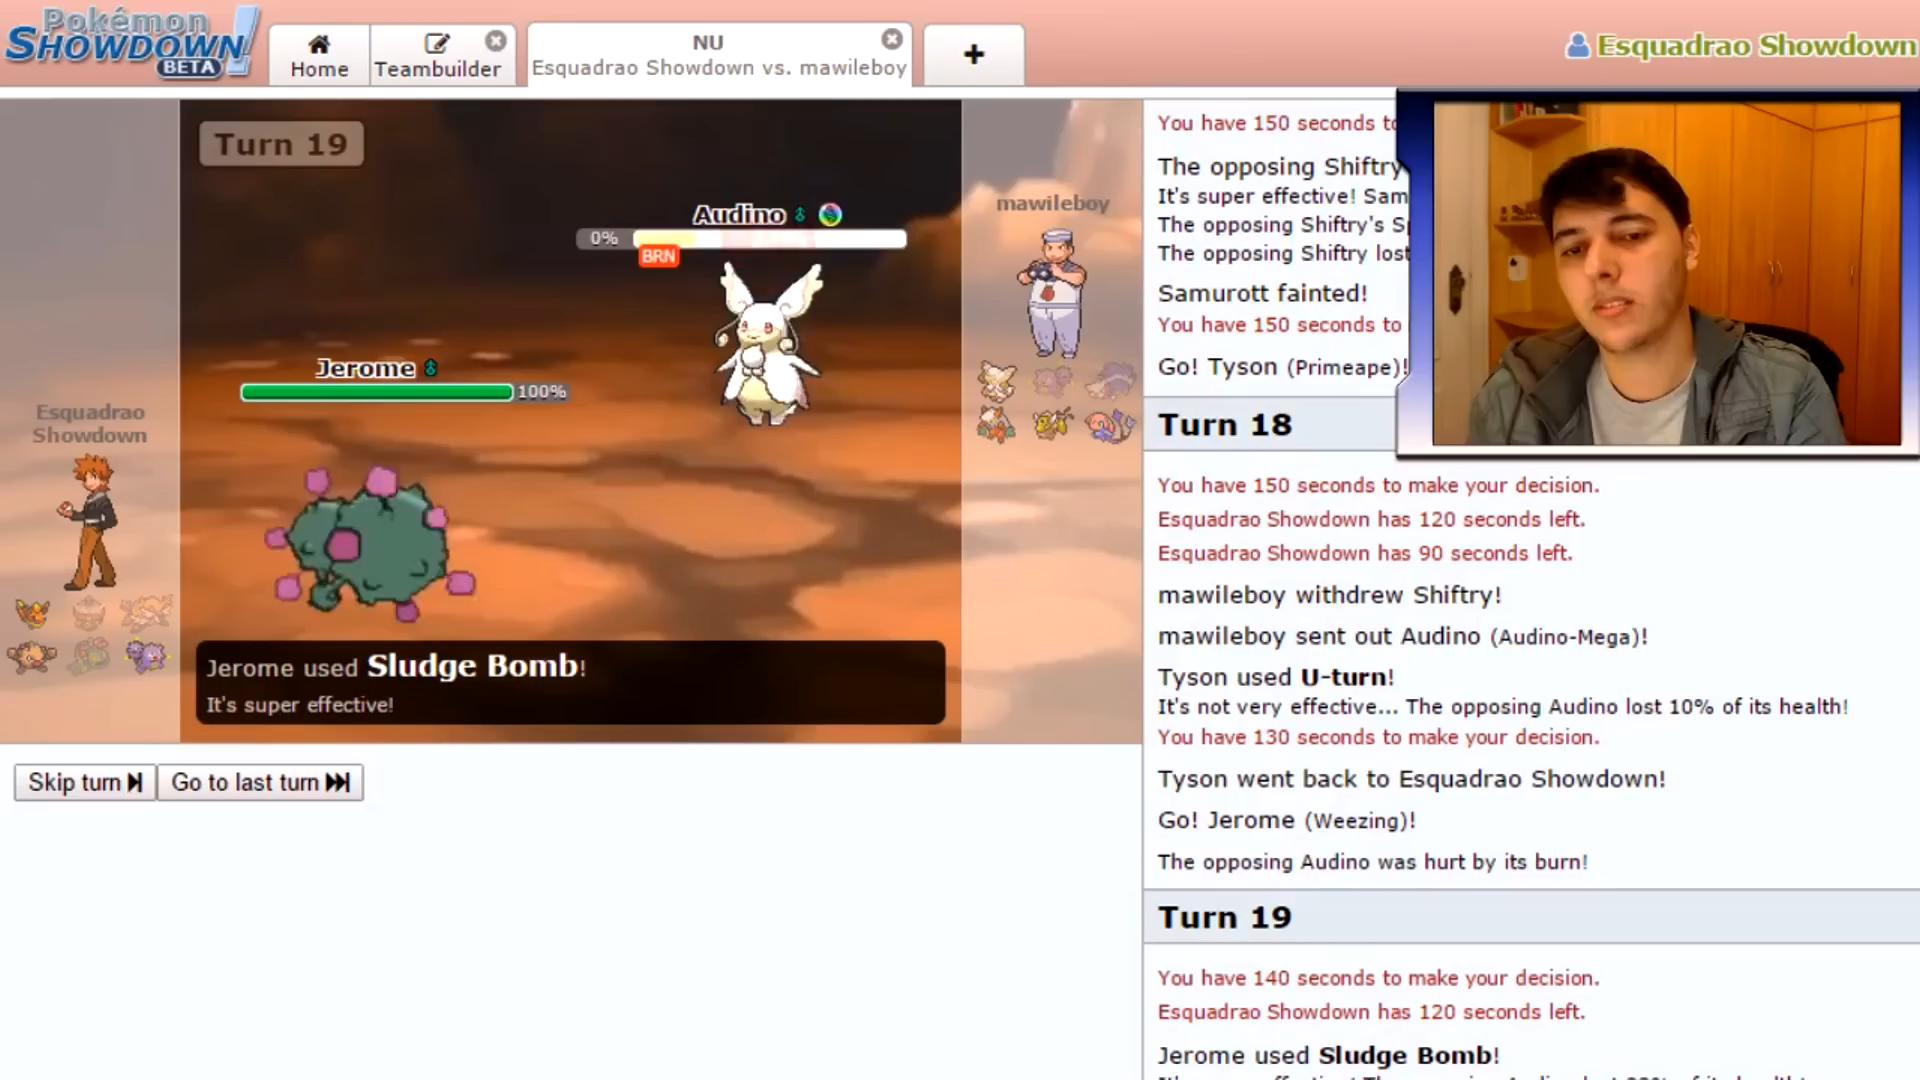 Pokémon
SHOWDOWN!
BETA
Home
Teambuilder
NU
Esquadrao Showdown vs. mawileboy
+
Esquadrao Showdown
Turn 19
Audino
0%
BRN
Jerome
100%
Esquadrao
Showdown
mawileboy
Jerome used Sludge Bomb!
It's super effective!
Skip turn
Go to last turn
You have 150 seconds to
The opposing Shiftry
It's super effective! Sam
The opposing Shiftry's Sp
The opposing Shiftry lost
Samurott fainted!
You have 150 seconds to
Go! Tyson (Primeape)!
Turn 18
You have 150 seconds to make your decision.
Esquadrao Showdown has 120 seconds left.
Esquadrao Showdown has 90 seconds left.
mawileboy withdrew Shiftry!
mawileboy sent out Audino (Audino-Mega)!
Tyson used U-turn!
It's not very effective... The opposing Audino lost 10% of its health!
You have 130 seconds to make your decision.
Tyson went back to Esquadrao Showdown!
Go! Jerome (Weezing)!
The opposing Audino was hurt by its burn!
Turn 19
You have 140 seconds to make your decision.
Esquadrao Showdown has 120 seconds left.
Jerome used Sludge Bomb!